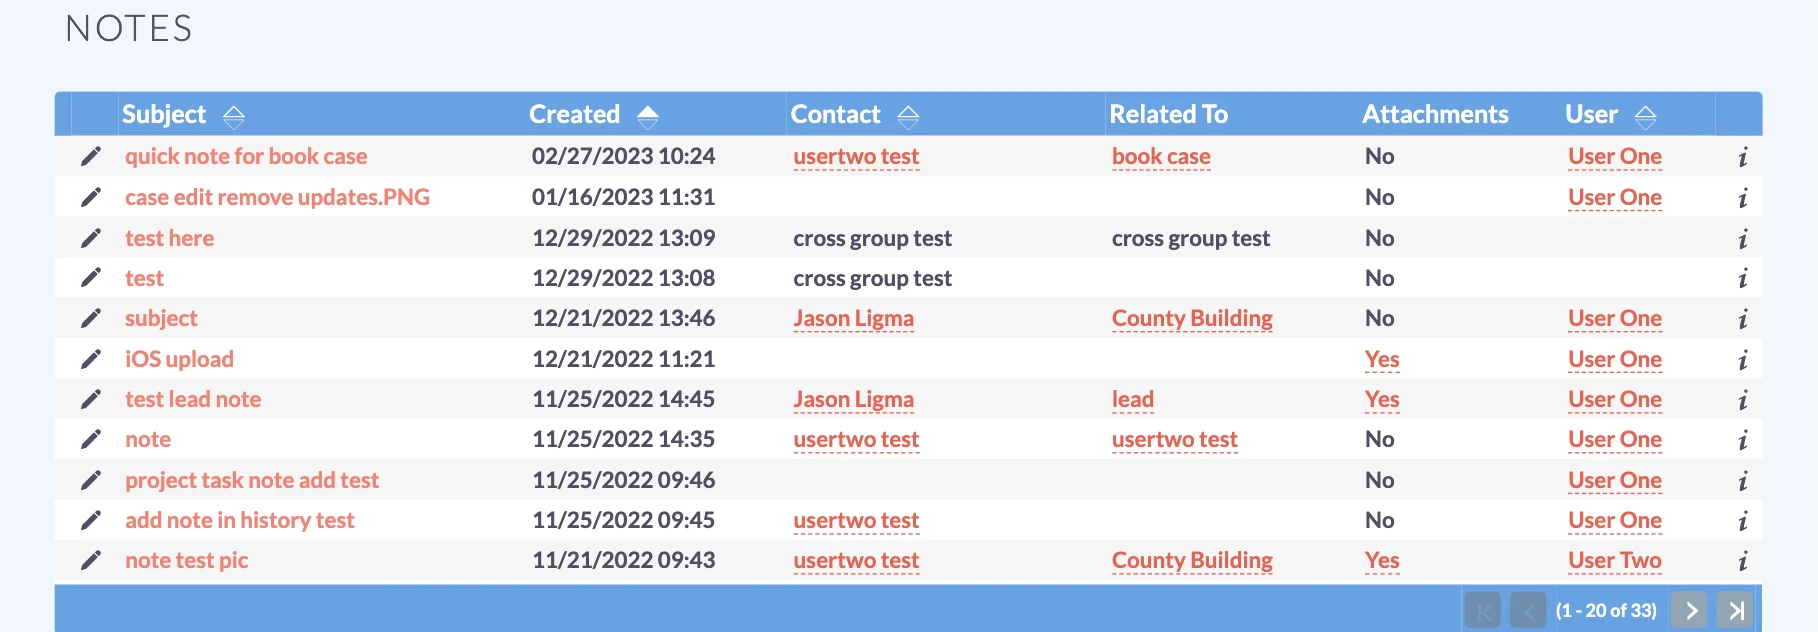 NOTES
Subject Created Contact Related To Attachments User
quick note for book case 02/27/2023 10:24 usertwo test book case No User One i
case edit remove updates.PNG 01/16/2023 11:31 No User One i
test here 12/29/2022 13:09 cross group test cross group test No i
test 12/29/2022 13:08 cross group test No i
subject 12/21/2022 13:46 Jason Ligma County Building No User One i
iOS upload 12/21/2022 11:21 Yes User One i
test lead note 11/25/2022 14:45 Jason Ligma lead Yes User One i
note 11/25/2022 14:35 usertwo test usertwo test No User One i
project task note add test 11/25/2022 09:46 No User One i
add note in history test 11/25/2022 09:45 usertwo test No User One i
note test pic 11/21/2022 09:43 usertwo test County Building Yes User Two i
(1 - 20 of 33)